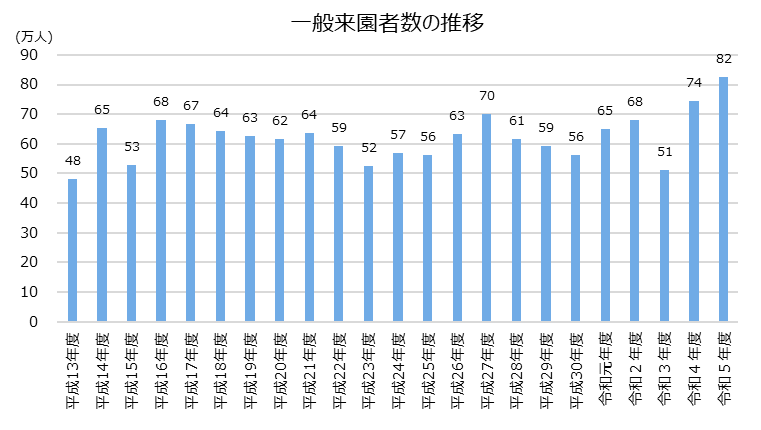 一般来園者数の推移
(万人)
90
80
70
60
50
40
30
20
10
0
48
65
53
68
67
64
63
62
64
59
52
57
56
63
70
61
59
56
65
68
51
74
82
平成13年度
平成14年度
平成15年度
平成16年度
平成17年度
平成18年度
平成19年度
平成20年度
平成21年度
平成22年度
平成23年度
平成24年度
平成25年度
平成26年度
平成27年度
平成28年度
平成29年度
平成30年度
令和元年度
令和２年度
令和３年度
令和４年度
令和５年度